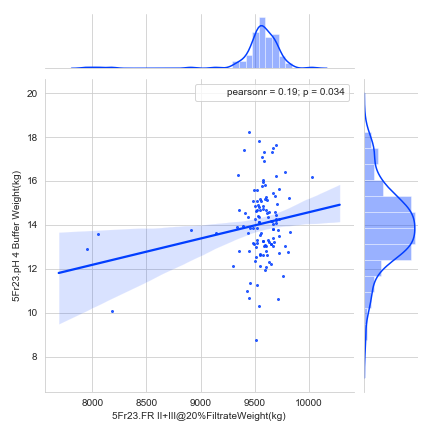 pearsonr = 0.19; p = 0.034
20
18
16
14
12
10
8
5Fr23.pH 4 Buffer Weight(kg)
8000 8500 9000 9500 10000
5Fr23.FR II+III@20%FiltrateWeight(kg)